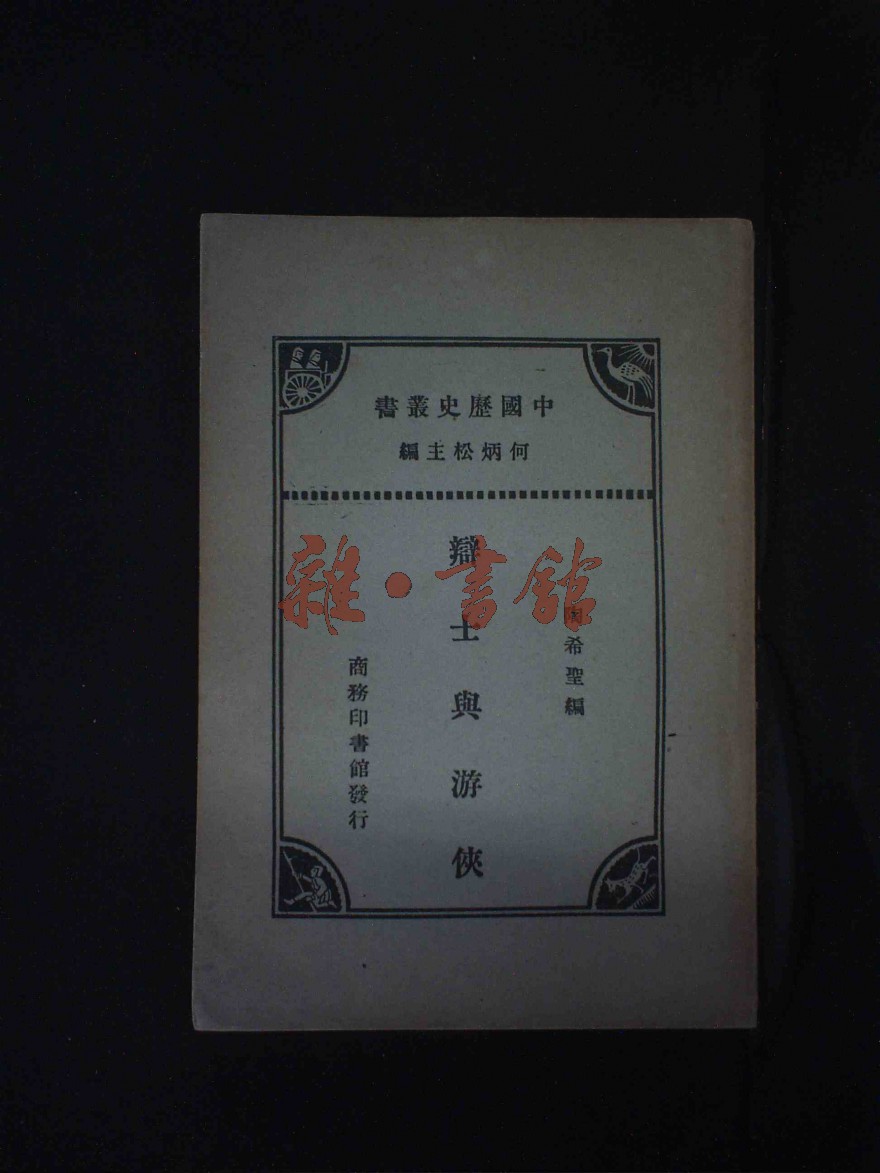 中國歷史叢書
何炳松主編
陶希聖編
辯士與游俠
商務印書館發行
雜·書館